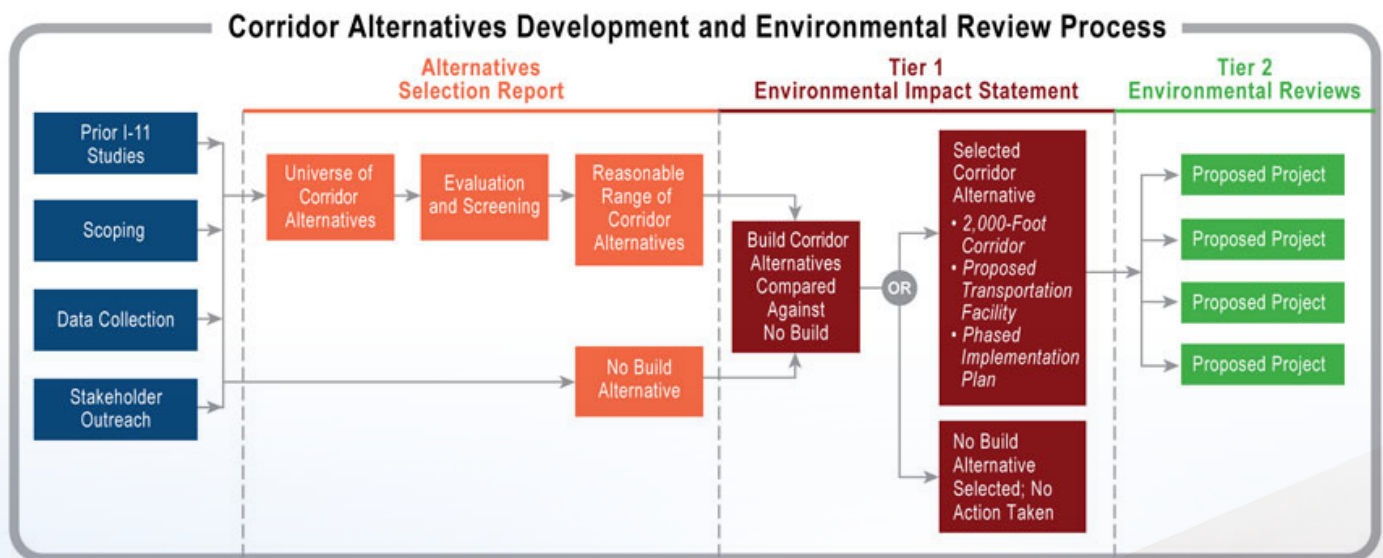 Corridor Alternatives Development and Environmental Review Process
Alternatives
Selection Report
Tier 1
Environmental Impact Statement
Tier 2
Environmental Reviews
Prior I-11
Studies
Scoping
Data Collection
Stakeholder
Outreach
Universe of
Corridor
Alternatives
Evaluation
and Screening
Reasonable
Range of
Corridor
Alternatives
No Build
Alternative
Build Corridor
Alternatives
Compared
Against
No Build
OR
Selected
Corridor
Alternative
• 2,000-Foot
Corridor
• Proposed
Transportation
Facility
• Phased
Implementation
Plan
No Build
Alternative
Selected; No
Action Taken
Proposed Project
Proposed Project
Proposed Project
Proposed Project